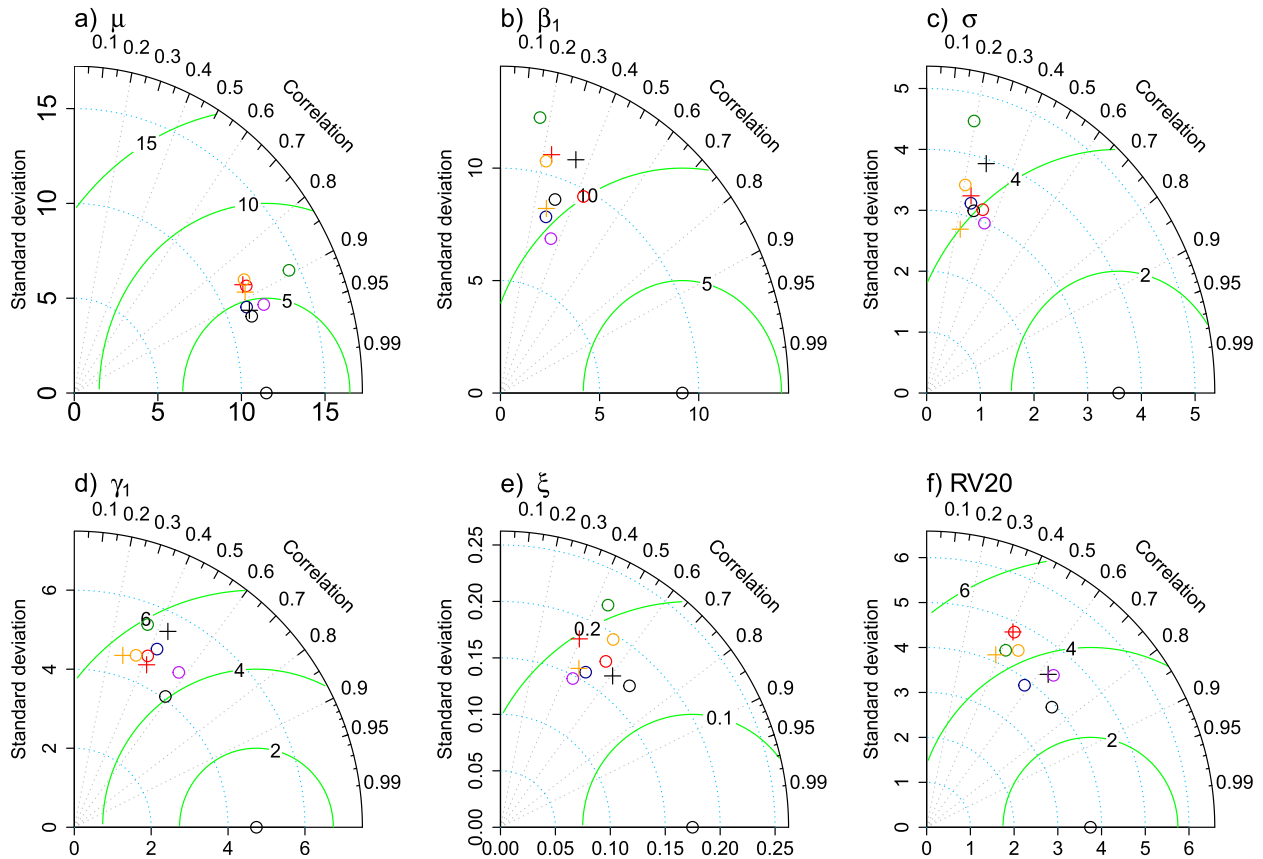 a) μ
0.1 0.2 0.3 0.4 0.5 0.6 0.7 0.8 0.9 0.95 0.99
Correlation
Standard deviation
0 5 10 15
0 5 10 15
15
10
5
b) β1
0.1 0.2 0.3 0.4 0.5 0.6 0.7 0.8 0.9 0.95 0.99
Correlation
Standard deviation
0 5 10
0 5 10
10
5
c) σ
0.1 0.2 0.3 0.4 0.5 0.6 0.7 0.8 0.9 0.95 0.99
Correlation
Standard deviation
0 1 2 3 4 5
0 1 2 3 4 5
4
2
d) γ1
0.1 0.2 0.3 0.4 0.5 0.6 0.7 0.8 0.9 0.95 0.99
Correlation
Standard deviation
0 2 4 6
0 2 4 6
6
4
2
e) ξ
0.1 0.2 0.3 0.4 0.5 0.6 0.7 0.8 0.9 0.95 0.99
Correlation
Standard deviation
0.00 0.05 0.10 0.15 0.20 0.25
0.00 0.05 0.10 0.15 0.20 0.25
0.2
0.1
f) RV20
0.1 0.2 0.3 0.4 0.5 0.6 0.7 0.8 0.9 0.95 0.99
Correlation
Standard deviation
0 1 2 3 4 5 6
0 1 2 3 4 5 6
6
4
2